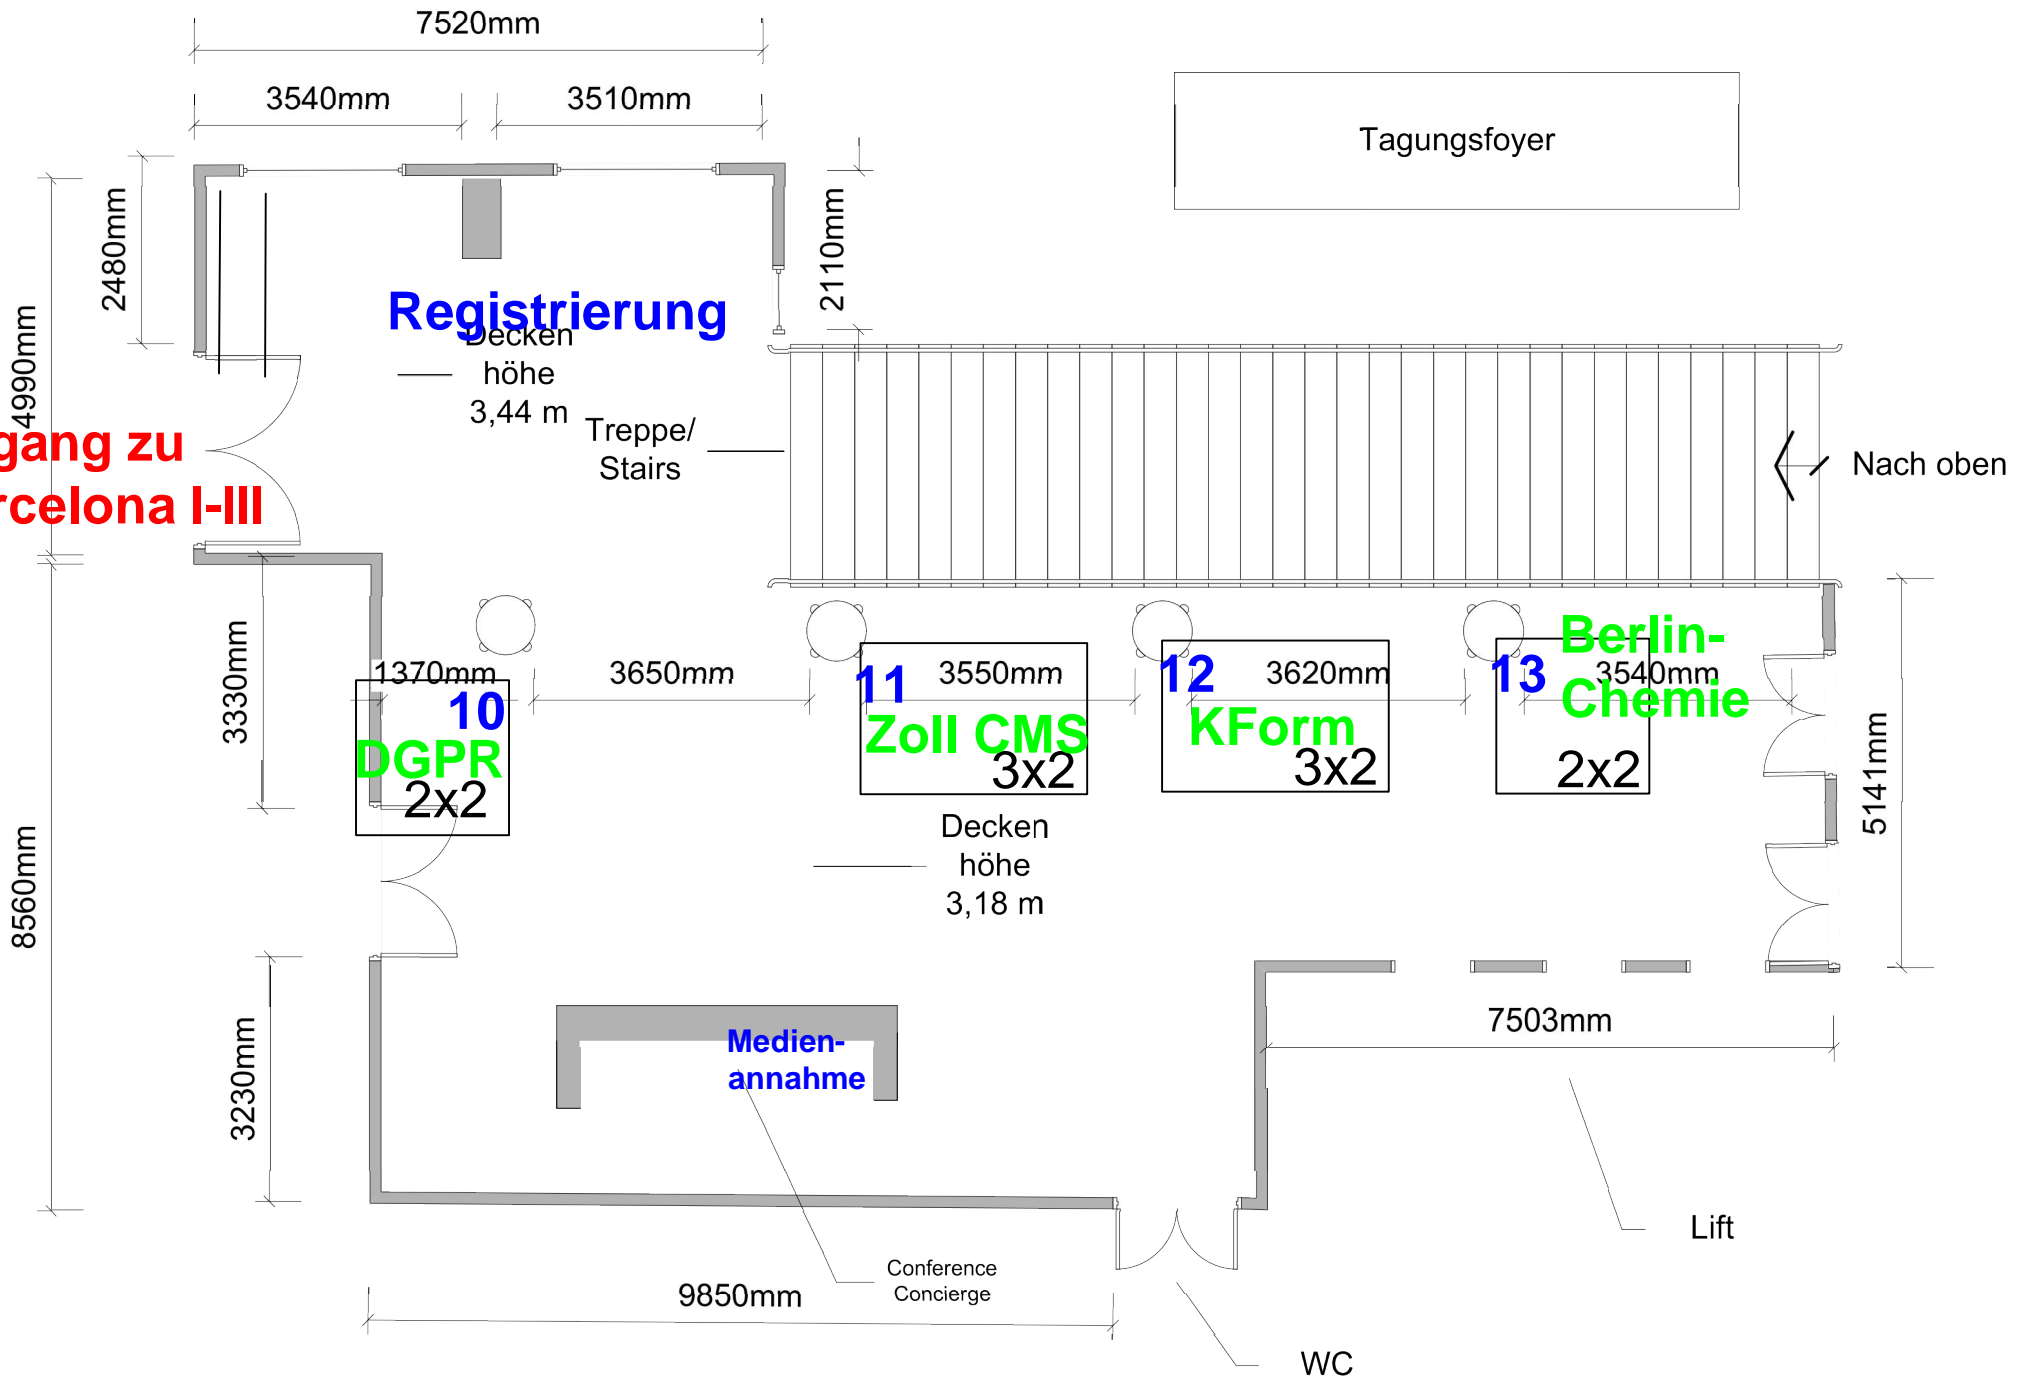 7520mm
3540mm
3510mm
Tagungsfoyer
2480mm
2110mm
4990mm
Registrierung
Decken
höhe
3,44 m
Treppe/
Stairs
Nach oben
gang zu
rcelona I-III
3330mm
1370mm
3650mm
3550mm
3620mm
3540mm
10
DGPR
2x2
11
Zoll CMS
3x2
12
KForm
3x2
13
Berlin-
Chemie
2x2
5141mm
8560mm
Decken
höhe
3,18 m
7503mm
Medien-
annahme
3230mm
Lift
Conference
Concierge
9850mm
WC